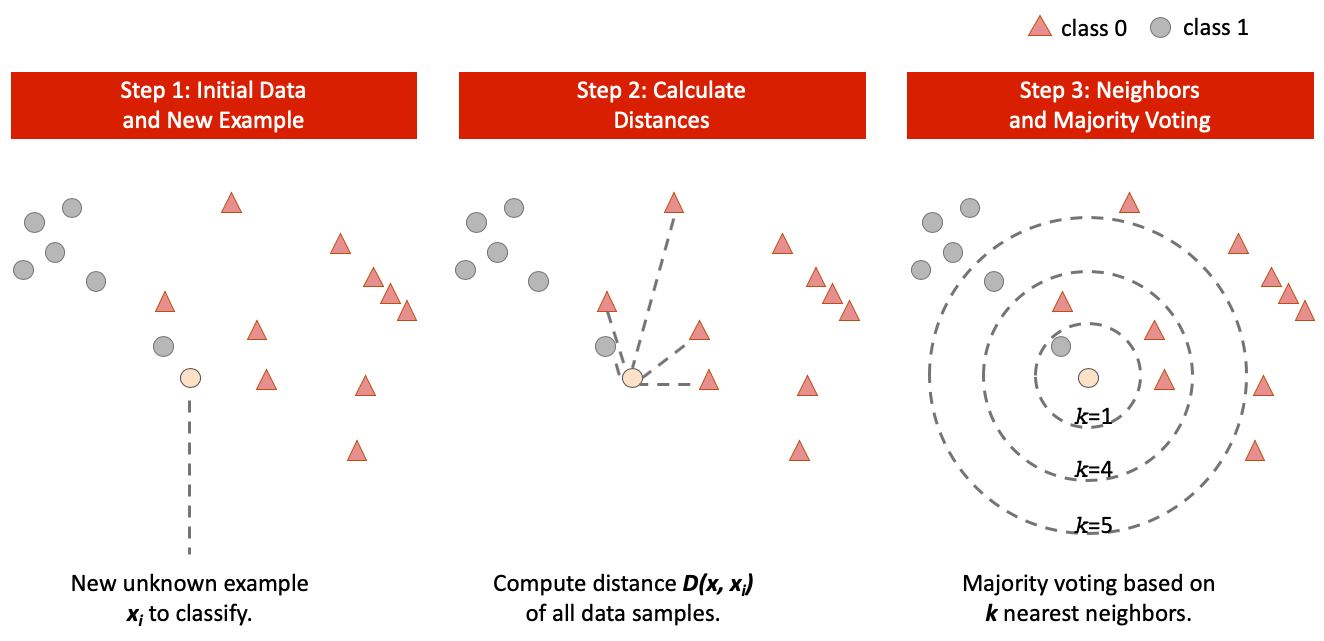 class 0 class 1
Step 1: Initial Data
and New Example
Step 2: Calculate
Distances
Step 3: Neighbors
and Majority Voting
k=1
k=4
k=5
New unknown example
xi to classify.
Compute distance D(x, xi)
of all data samples.
Majority voting based on
k nearest neighbors.